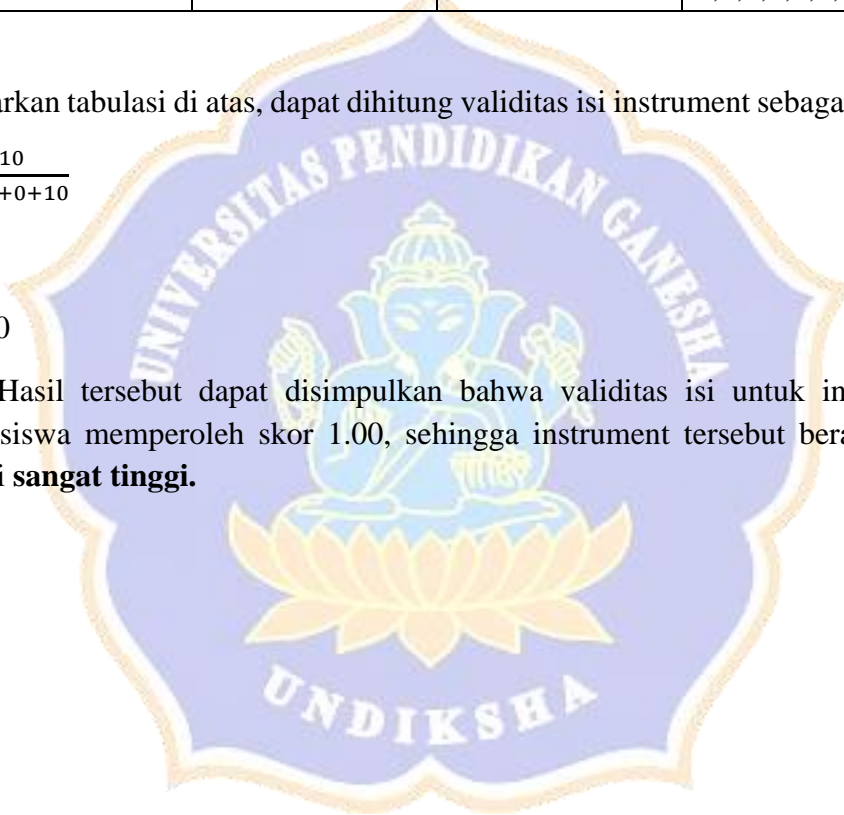 arkan tabulasi di atas, dapat dihitung validitas isi instrument sebaga
10
+0+10
UNIVERSITAS PENDIDIKAN GANESHA
0
Hasil tersebut dapat disimpulkan bahwa validitas isi untuk in
siswa memperoleh skor 1.00, sehingga instrument tersebut bera
i sangat tinggi.
UNDIKSHA